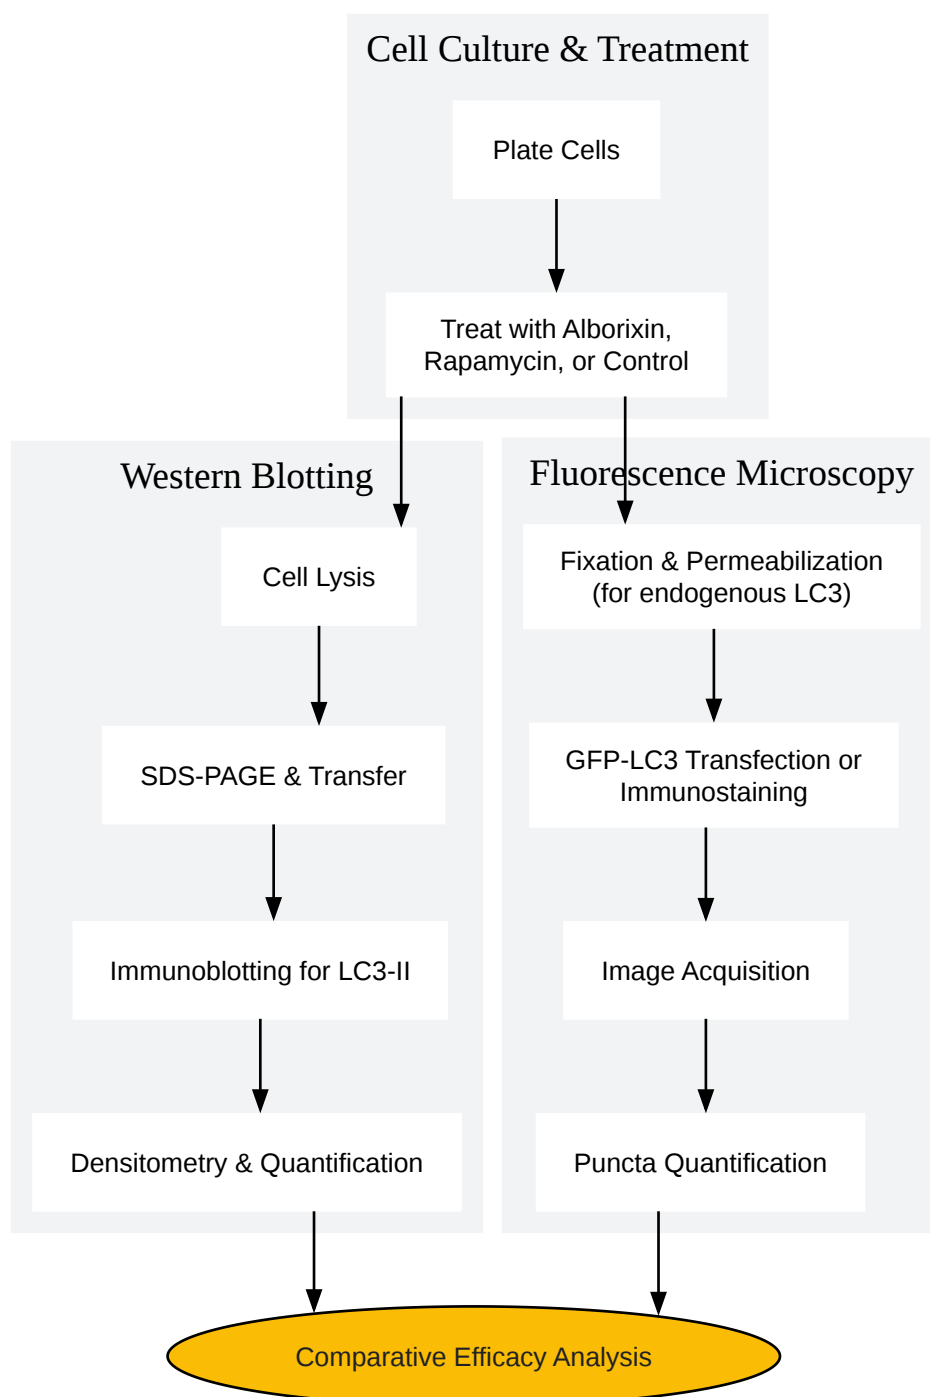 Cell Culture & Treatment
Plate Cells
Treat with Alborixin,
Rapamycin, or Control
Western Blotting
Cell Lysis
SDS-PAGE & Transfer
Immunoblotting for LC3-II
Densitometry & Quantification
Fluorescence Microscopy
Fixation & Permeabilization
(for endogenous LC3)
GFP-LC3 Transfection or
Immunostaining
Image Acquisition
Puncta Quantification
Comparative Efficacy Analysis